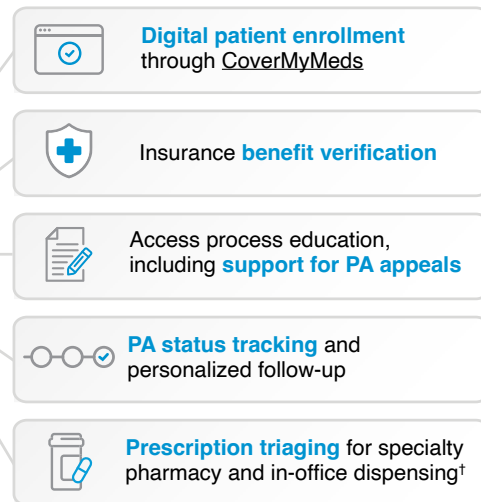 Digital patient enrollment
through CoverMyMeds
Insurance benefit verification
Access process education,
including support for PA appeals
PA status tracking and
personalized follow-up
Prescription triaging for specialty
pharmacy and in-office dispensing†